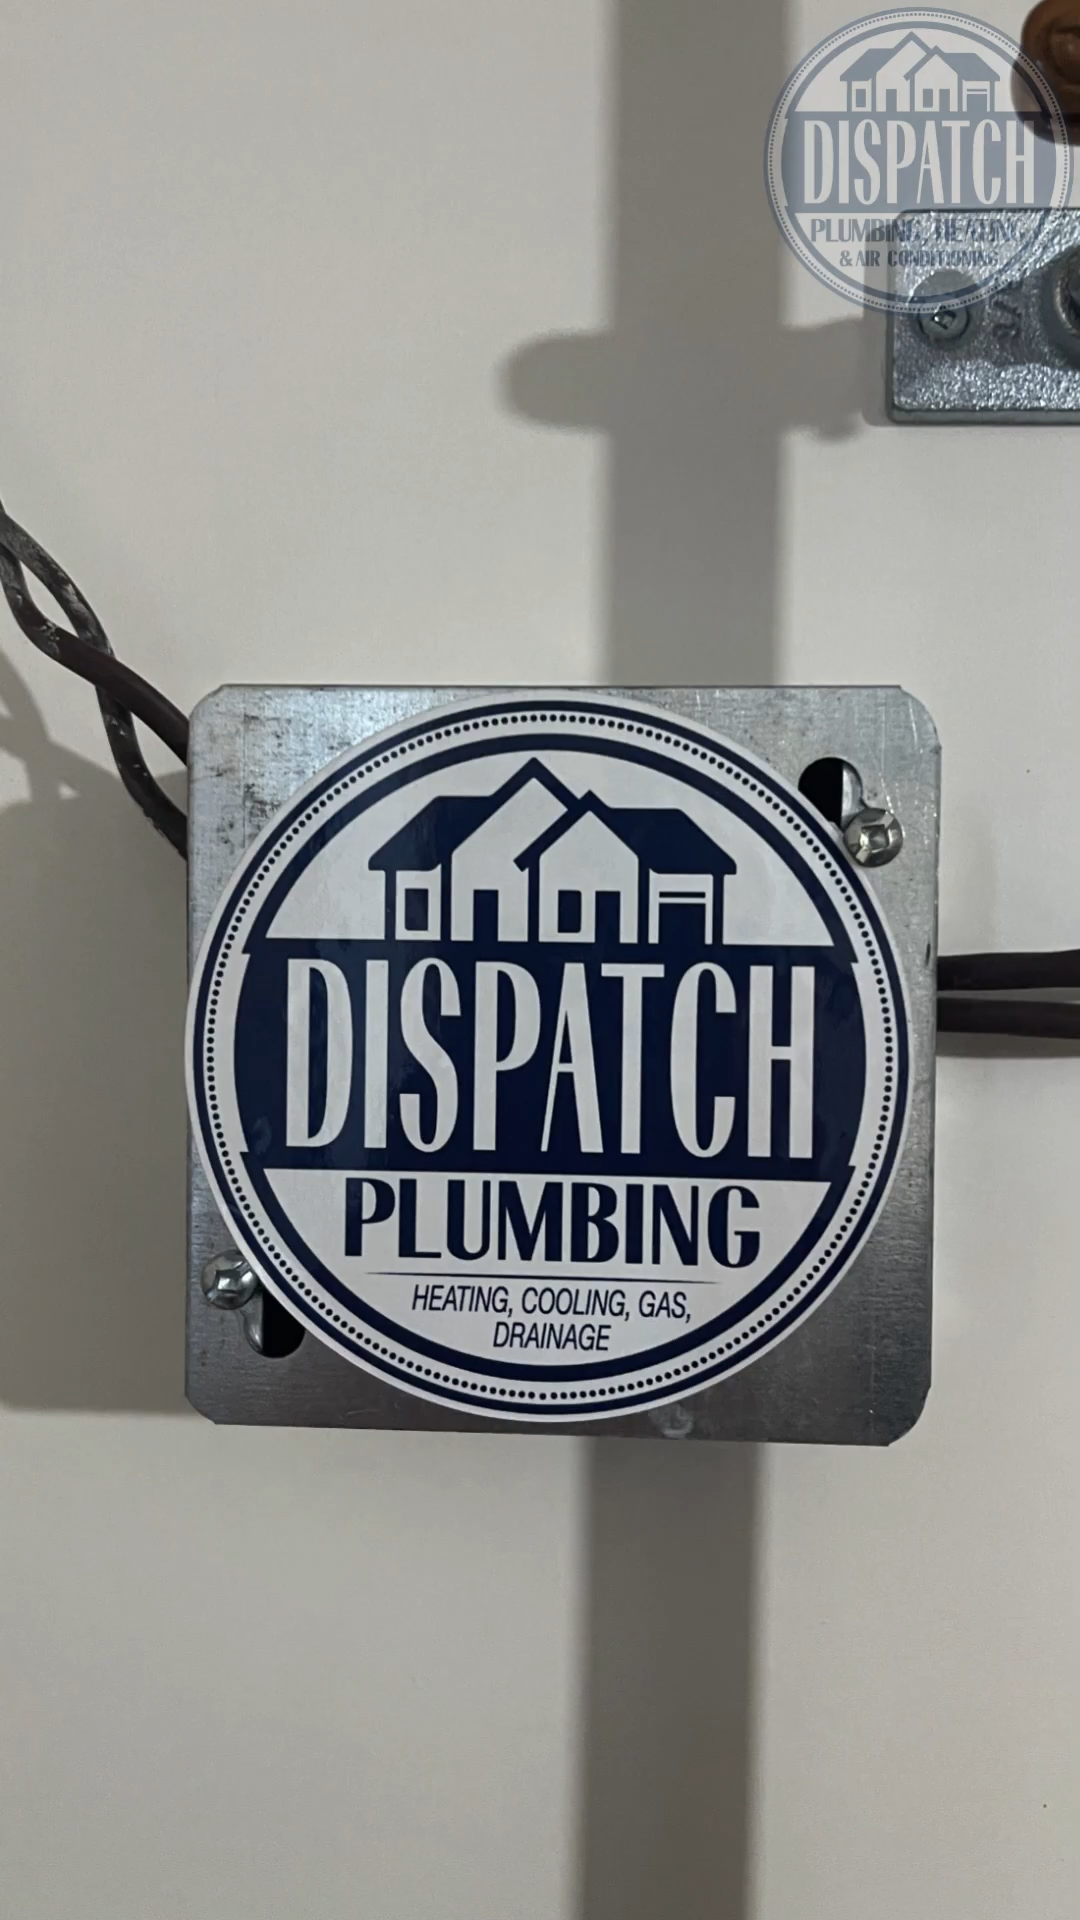 DISPATCH
PLUMBING, HEATING
& AIR CONDITIONING
DISPATCH
PLUMBING
HEATING, COOLING, GAS,
DRAINAGE